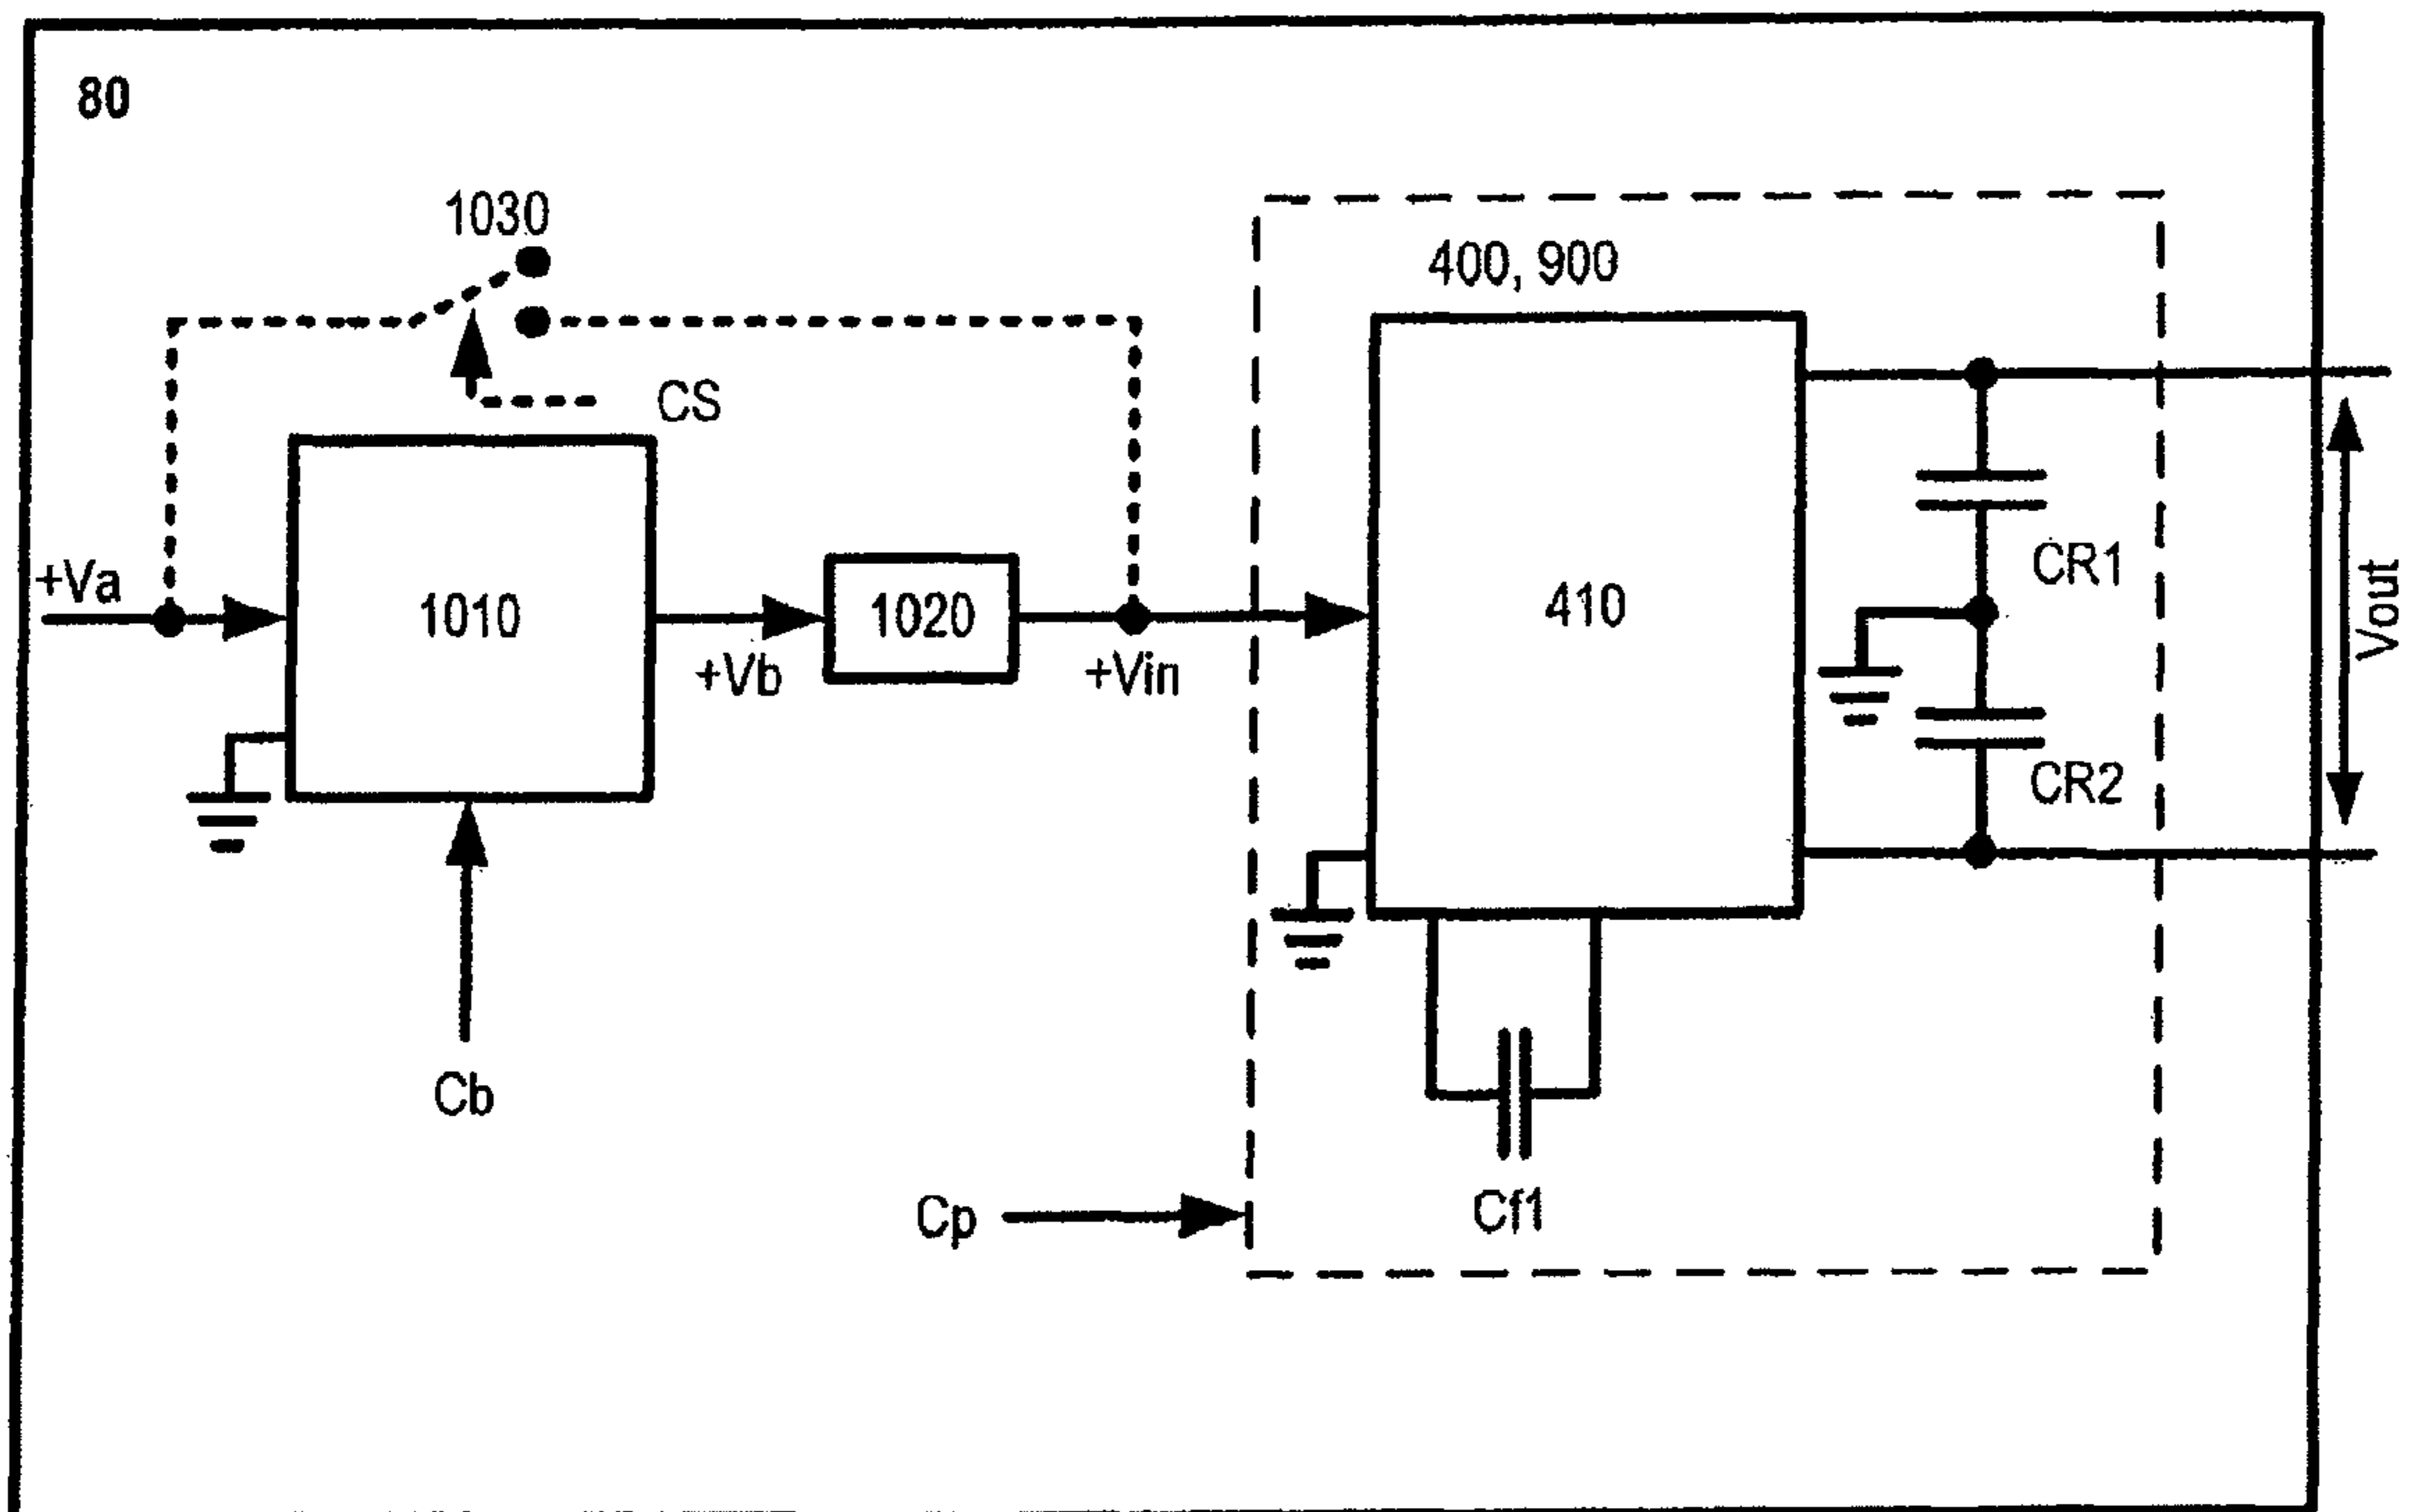 80
1030
400, 900
CS
+Va
1010
1020
410
CR1
Vout
+Vb
+Vin
CR2
Cb
Cp
Cf1